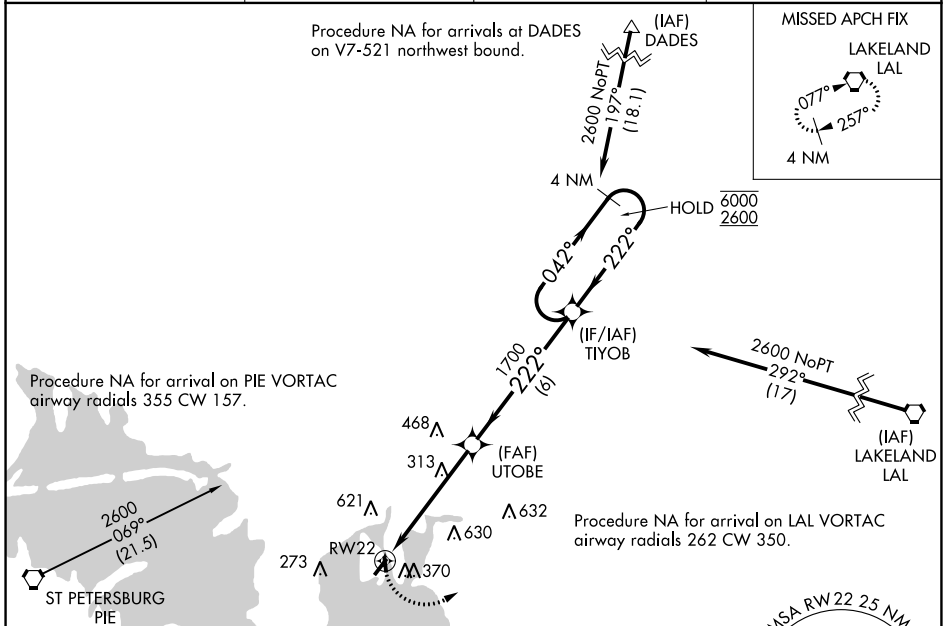 Procedure NA for arrivals at DADES
on V7-521 northwest bound.
(IAF)
DADES
2600 NoPT
197°
(18.1)
MISSED APCH FIX
LAKELAND
LAL
077°
257°
4 NM
4 NM
HOLD 6000
2600
042°
222°
(IF/IAF)
TIYOB
1700
222°
(6)
2600 NoPT
292°
(17)
(IAF)
LAKELAND
LAL
Procedure NA for arrival on PIE VORTAC
airway radials 355 CW 157.
468
(FAF)
UTOBE
313
621
632
630
Procedure NA for arrival on LAL VORTAC
airway radials 262 CW 350.
2600
069°
(21.5)
RW22
273
370
ST PETERSBURG
PIE
MSA RW 22 25 NM